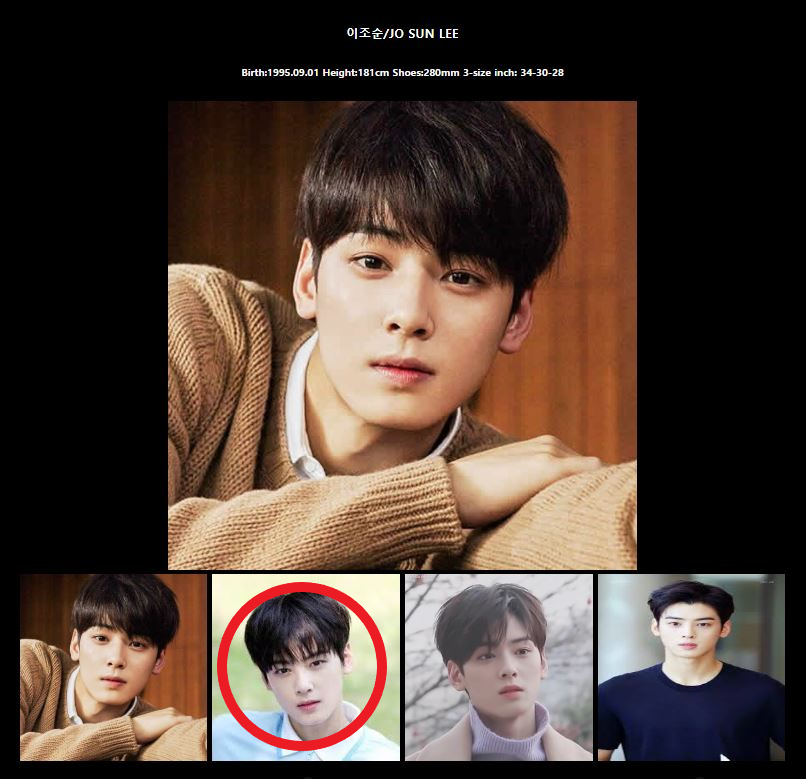 이조순/JO SUN LEE
Birth:1995.09.01 Height:181cm Shoes:280mm 3-size inch: 34-30-28